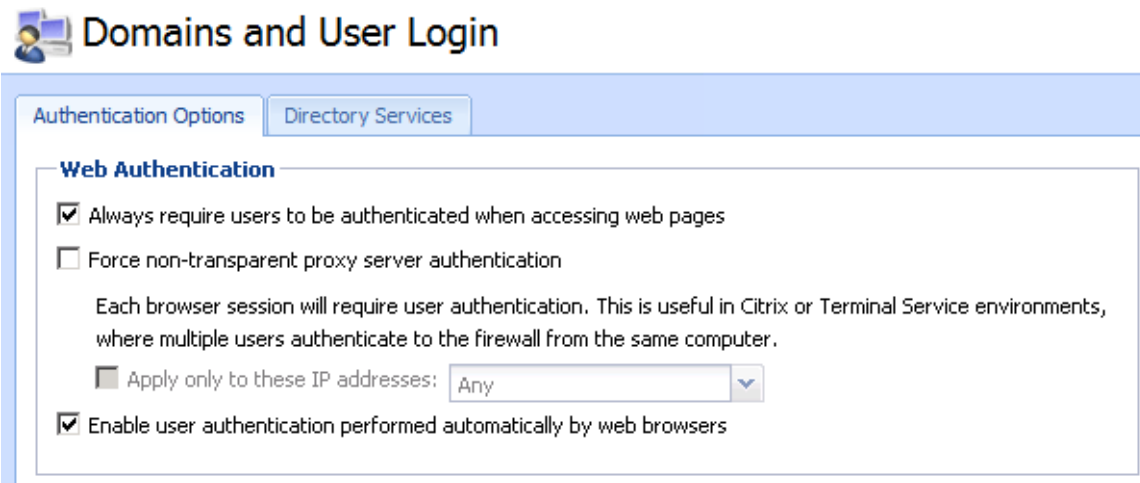 Domains and User Login
Authentication Options
Directory Services
Web Authentication
Always require users to be authenticated when accessing web pages
Force non-transparent proxy server authentication
Each browser session will require user authentication. This is useful in Citrix or Terminal Service environments,
where multiple users authenticate to the firewall from the same computer.
Apply only to these IP addresses: Any
Enable user authentication performed automatically by web browsers